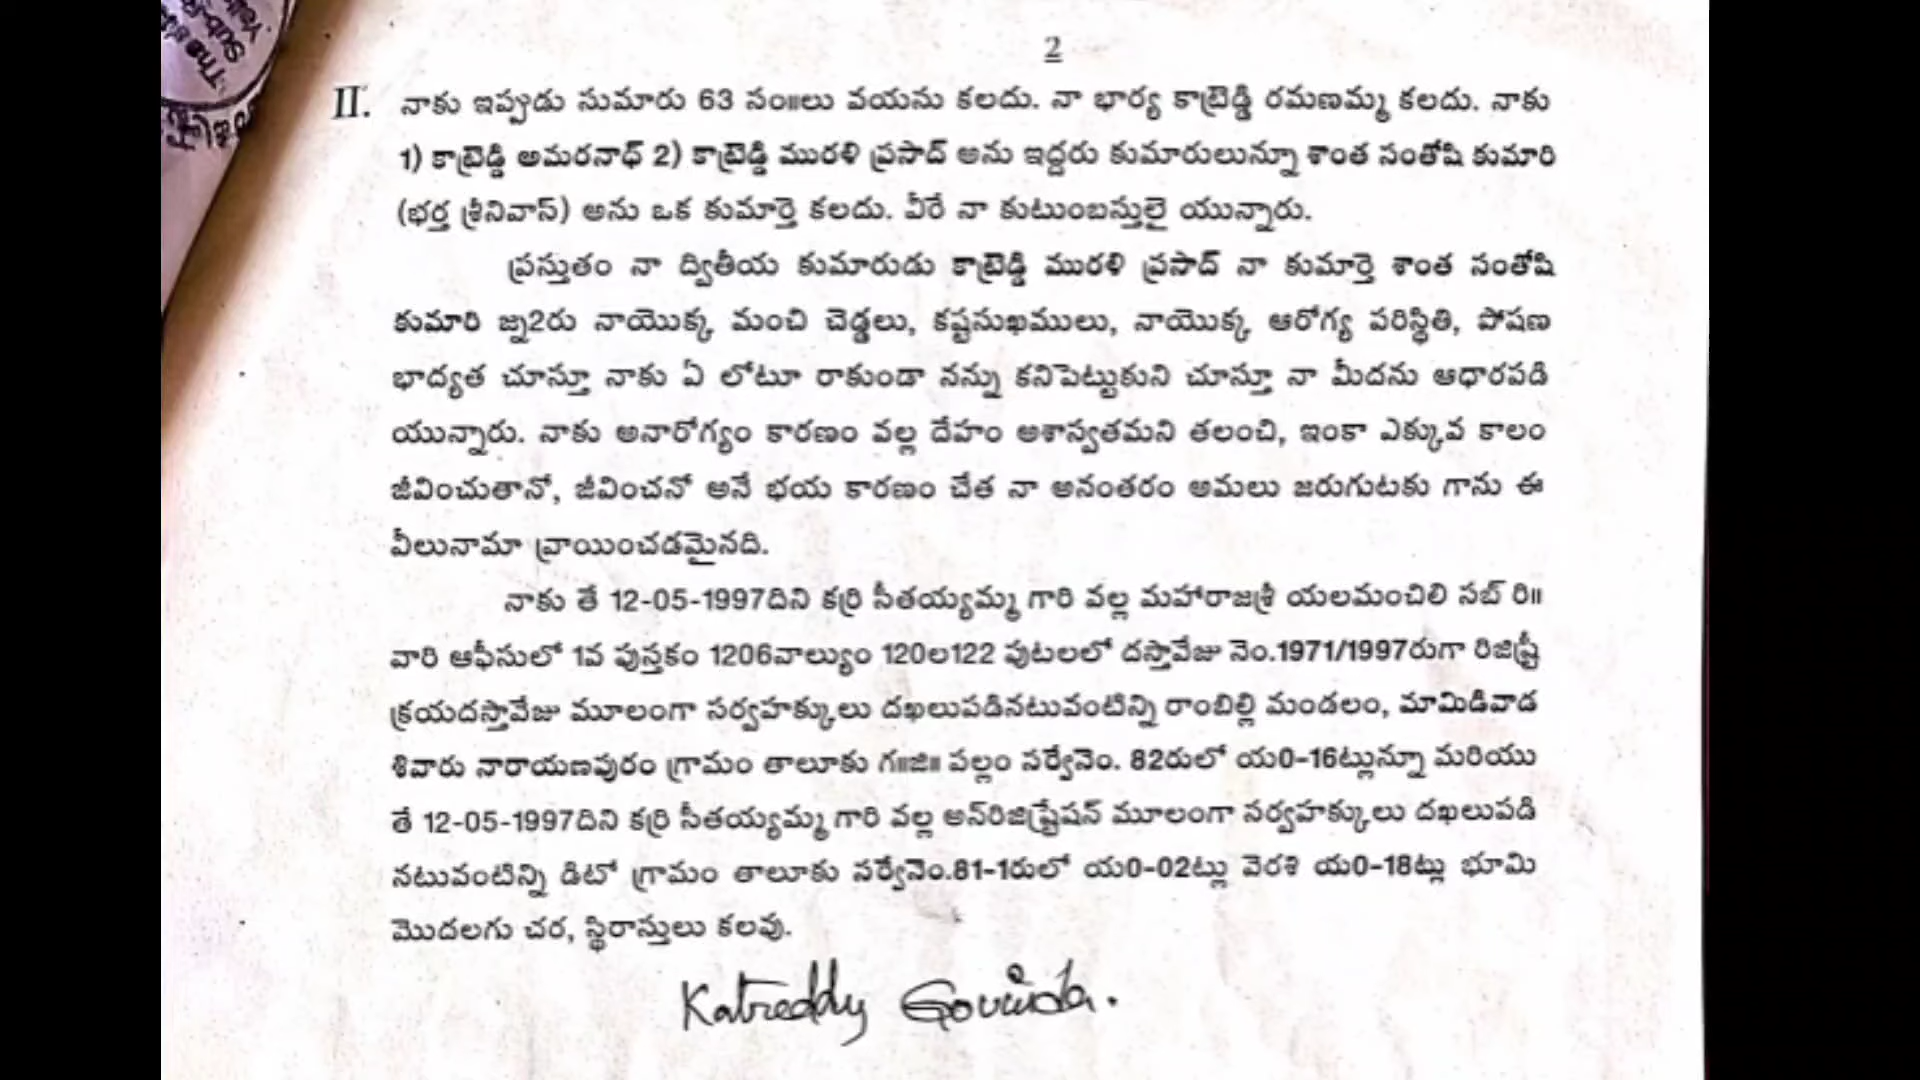 2
II. నాకు ఇప్పుడు సుమారు 63 సం॥లు వయసు కలదు. నా భార్య కాట్రెడ్డి రమణమ్మ కలదు. నాకు
1) కాట్రెడ్డి అమరనాధ్ 2) కాట్రెడ్డి మురళి ప్రసాద్ అను ఇద్దరు కుమారులున్నూ శాంత సంతోషి కుమారి
(భర్త శ్రీనివాస్) అను ఒక కుమార్తె కలదు. వీరే నా కుటుంబస్తులై యున్నారు.
ప్రస్తుతం నా ద్వితీయ కుమారుడు కాట్రెడ్డి మురళి ప్రసాద్ నా కుమార్తె శాంత సంతోషి
కుమారి జ్న2రు నాయొక్క మంచి చెడ్డలు, కష్టసుఖములు, నాయొక్క ఆరోగ్య పరిస్థితి, పోషణ
భాద్యత చూస్తూ నాకు ఏ లోటూ రాకుండా నన్ను కనిపెట్టుకుని చూస్తూ నా మీదను ఆధారపడి
యున్నారు. నాకు అనారోగ్యం కారణం వల్ల దేహం అశాస్వతమని తలంచి, ఇంకా ఎక్కువ కాలం
జీవించుతానో, జీవించనో అనే భయ కారణం చేత నా అనంతరం అమలు జరుగుటకు గాను ఈ
వీలునామా వ్రాయించడమైనది.
నాకు తే 12-05-1997దిని కర్రి సీతయ్యమ్మ గారి వల్ల మహారాజశ్రీ యలమంచిలి సబ్ రి॥
వారి ఆఫీసులో 1వ పుస్తకం 1206వాల్యుం 120ల122 పుటలలో దస్తావేజు నెం.1971/1997రుగా రిజిష్ట్రీ
క్రయదస్తావేజు మూలంగా సర్వహక్కులు దఖలుపడినటువంటిన్ని రాంబిల్లి మండలం, మామిడివాడ
శివారు నారాయణపురం గ్రామం తాలూకు గ॥జి॥ పల్లం సర్వేనెం. 82రులో య0-16ట్లున్నూ మరియు
తే 12-05-1997దిని కర్రి సీతయ్యమ్మ గారి వల్ల అన్‌రిజిష్ట్రేషన్ మూలంగా సర్వహక్కులు దఖలుపడి
నటువంటిన్ని డిటో గ్రామం తాలూకు సర్వేనెం.81-1రులో య0-02ట్లు వెరశి య0-18ట్లు భూమి
మొదలగు చర, స్థిరాస్తులు కలవు.
Katreddy Govinda.